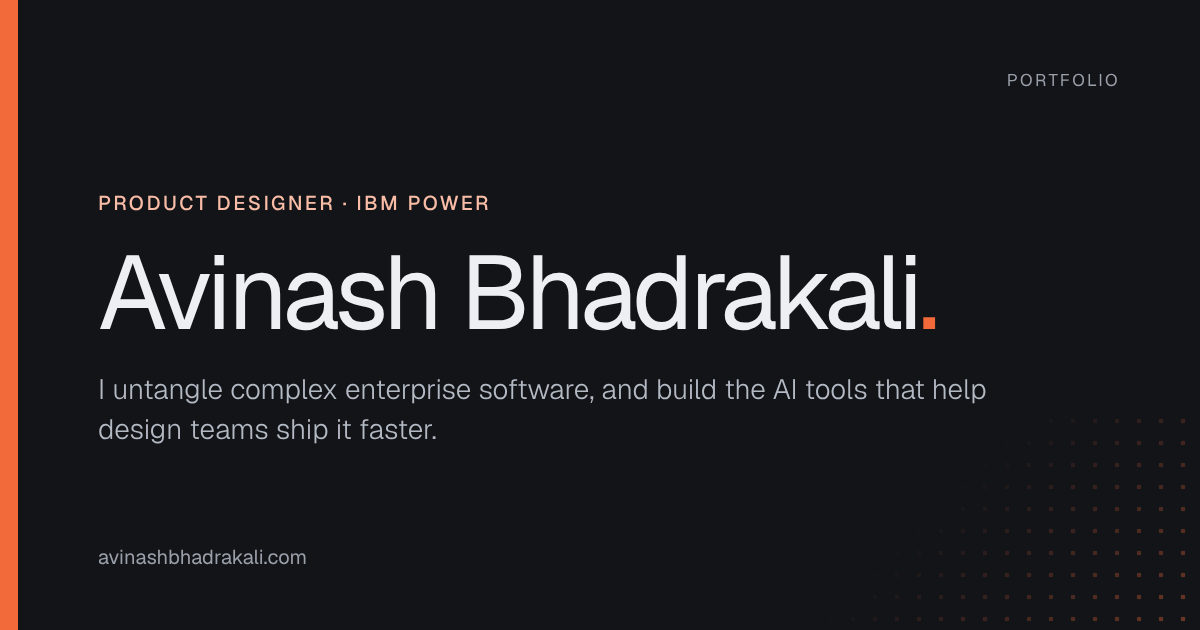 PORTFOLIO
PRODUCT DESIGNER · IBM POWER
Avinash Bhadrakali.
I untangle complex enterprise software, and build the AI tools that help
design teams ship it faster.
avinashbhadrakali.com